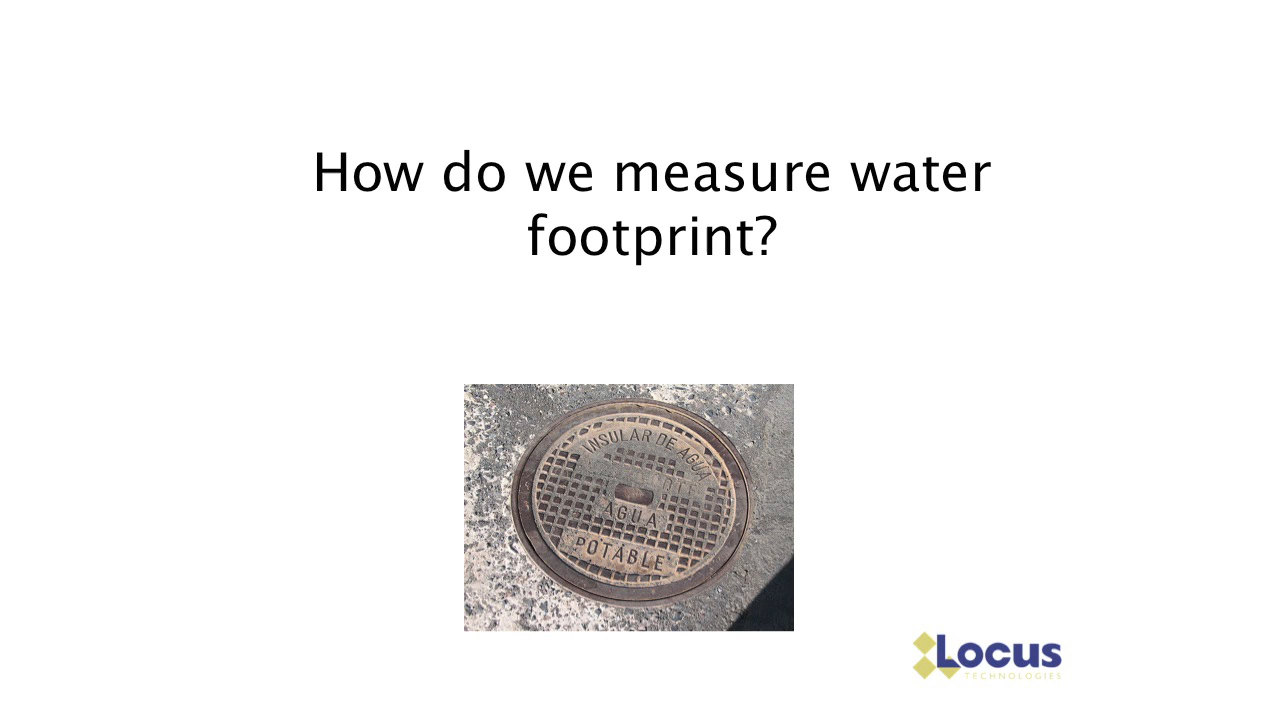 How do we measure water
footprint?
INSULAR DE AGUA
AGUA
POTABLE
Locus
TECHNOLOGIES